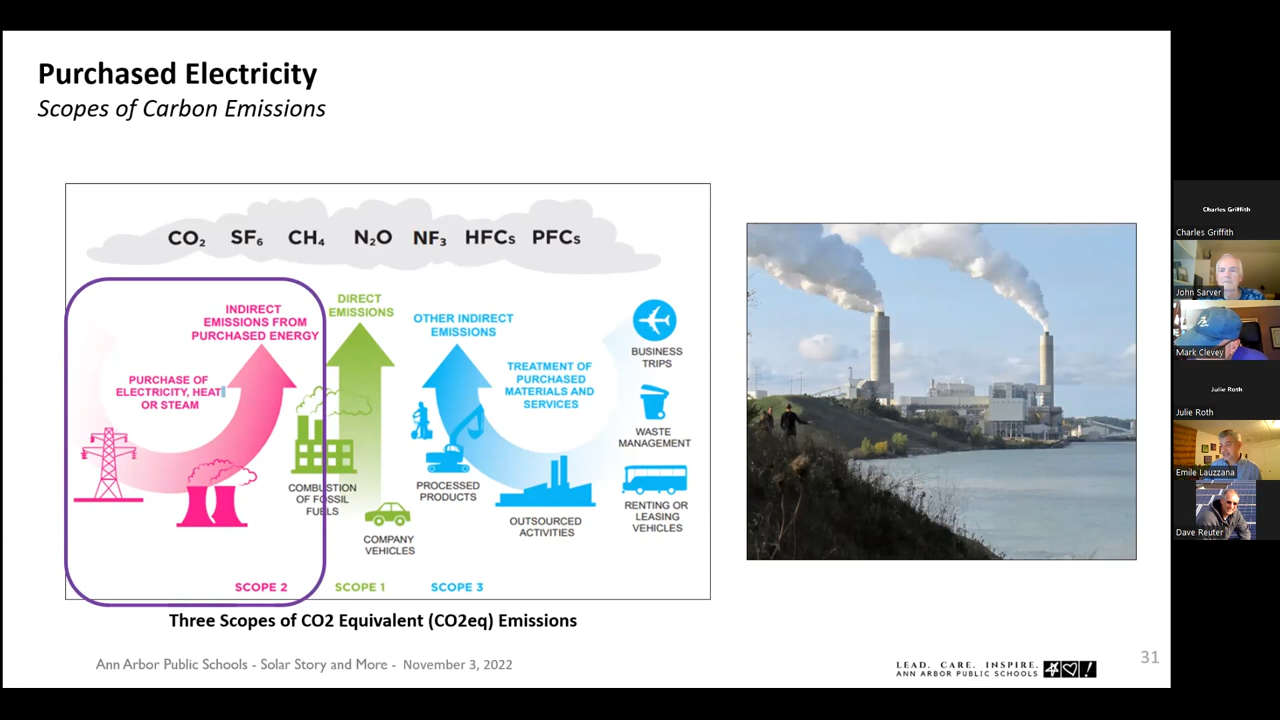 Purchased Electricity
Scopes of Carbon Emissions
CO₂ SF₆ CH₄ N₂O NF₃ HFCs PFCs
INDIRECT
EMISSIONS FROM
PURCHASED ENERGY
PURCHASE OF
ELECTRICITY, HEAT
OR STEAM
DIRECT
EMISSIONS
COMBUSTION
OF FOSSIL
FUELS
COMPANY
VEHICLES
OTHER INDIRECT
EMISSIONS
TREATMENT OF
PURCHASED
MATERIALS AND
SERVICES
PROCESSED
PRODUCTS
OUTSOURCED
ACTIVITIES
BUSINESS
TRIPS
WASTE
MANAGEMENT
RENTING OR
LEASING
VEHICLES
SCOPE 2 SCOPE 1 SCOPE 3
Three Scopes of CO2 Equivalent (CO2eq) Emissions
Ann Arbor Public Schools - Solar Story and More - November 3, 2022
LEAD. CARE. INSPIRE.
ANN ARBOR PUBLIC SCHOOLS
31
Charles Griffith
Charles Griffith
John Sarver
Mark Clevey
Julie Roth
Julie Roth
Emile Lauzzana
Dave Reuter